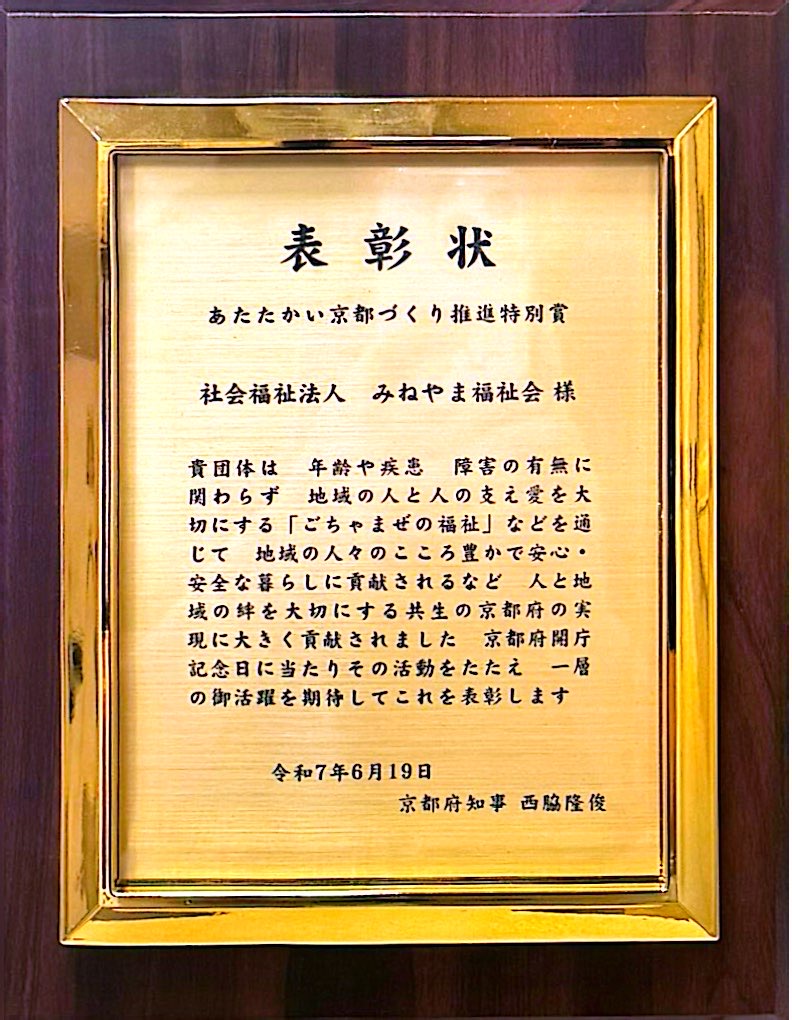 表彰状
あたたかい京都づくり推進特別賞
社会福祉法人　みねやま福祉会 様
貴団体は　年齢や疾患　障害の有無に
関わらず　地域の人と人の支え愛を大
切にする「ごちゃまぜの福祉」などを通
じて　地域の人々のこころ豊かで安心・
安全な暮らしに貢献されるなど　人と地
域の絆を大切にする共生の京都府の実
現に大きく貢献されました　京都府開庁
記念日に当たりその活動をたたえ　一層
の御活躍を期待してこれを表彰します
令和7年6月19日
京都府知事 西脇隆俊